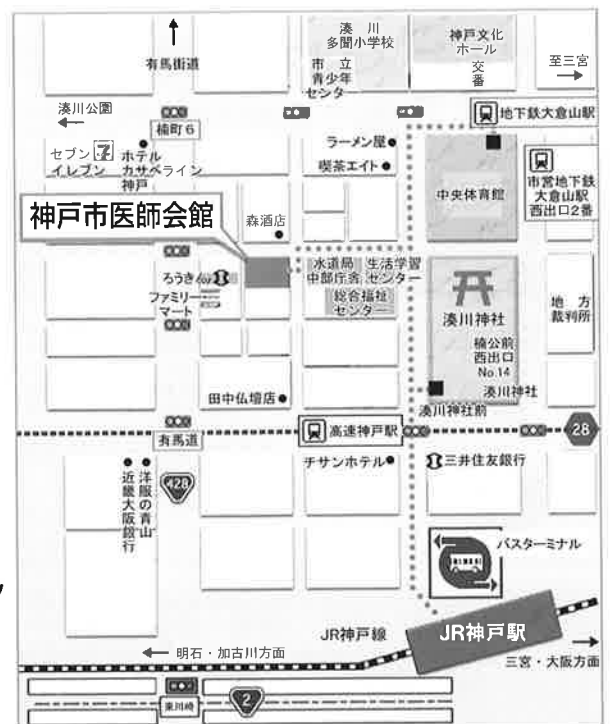 湊川
多聞小学校
神戸文化
ホール
交番
至三宮
有馬街道
市立
青少年
センター
湊川公園
楠町6
地下鉄大倉山駅
ラーメン屋
喫茶エイト
セブン
イレブン
7
ホテル
カサベライン
神戸
市営地下鉄
大倉山駅
西出口2番
中央体育館
神戸市医師会館
森酒店
水道局
中部庁舎
生活学習
センター
総合福祉
センター
ろうきん
ファミリー
マート
湊川神社
楠公前
西出口
No.14
湊川神社
地方
裁判所
田中仏壇店
湊川神社前
有馬道
高速神戸駅
28
チサンホテル
三井住友銀行
洋服の青山
近畿大阪銀行
428
バスターミナル
JR神戸線
JR神戸駅
明石・加古川方面
三宮・大阪方面
東川崎
2